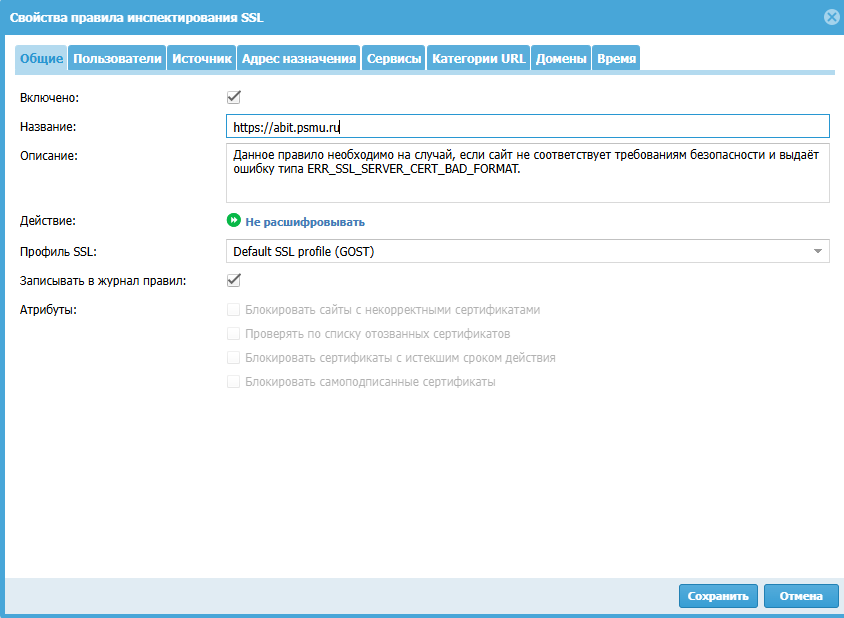 Свойства правила инспектирования SSL
Общие Пользователи Источник Адрес назначения Сервисы Категории URL Домены Время
Включено:
Название: https://abit.psmu.ru
Описание: Данное правило необходимо на случай, если сайт не соответствует требованиям безопасности и выдаёт
ошибку типа ERR_SSL_SERVER_CERT_BAD_FORMAT.
Действие: Не расшифровывать
Профиль SSL: Default SSL profile (GOST)
Записывать в журнал правил:
Атрибуты: Блокировать сайты с некорректными сертификатами
Проверять по списку отозванных сертификатов
Блокировать сертификаты с истекшим сроком действия
Блокировать самоподписанные сертификаты
Сохранить Отмена